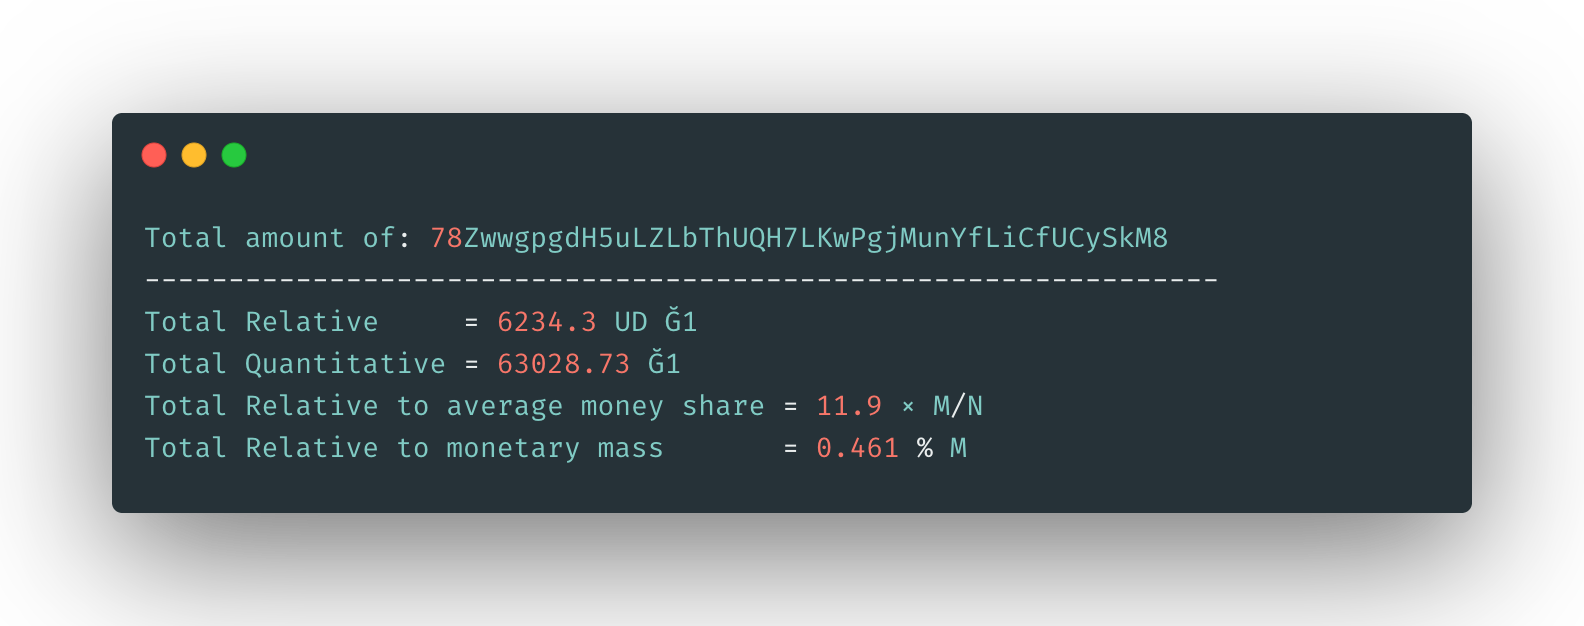 Total amount of: 78ZwwgpgdH5uLZLbThUQH7LKwPgjMunYfLiCfUCySkM8
----------------------------------------------------------------
Total Relative     = 6234.3 UD Ğ1
Total Quantitative = 63028.73 Ğ1
Total Relative to average money share = 11.9 × M/N
Total Relative to monetary mass       = 0.461 % M